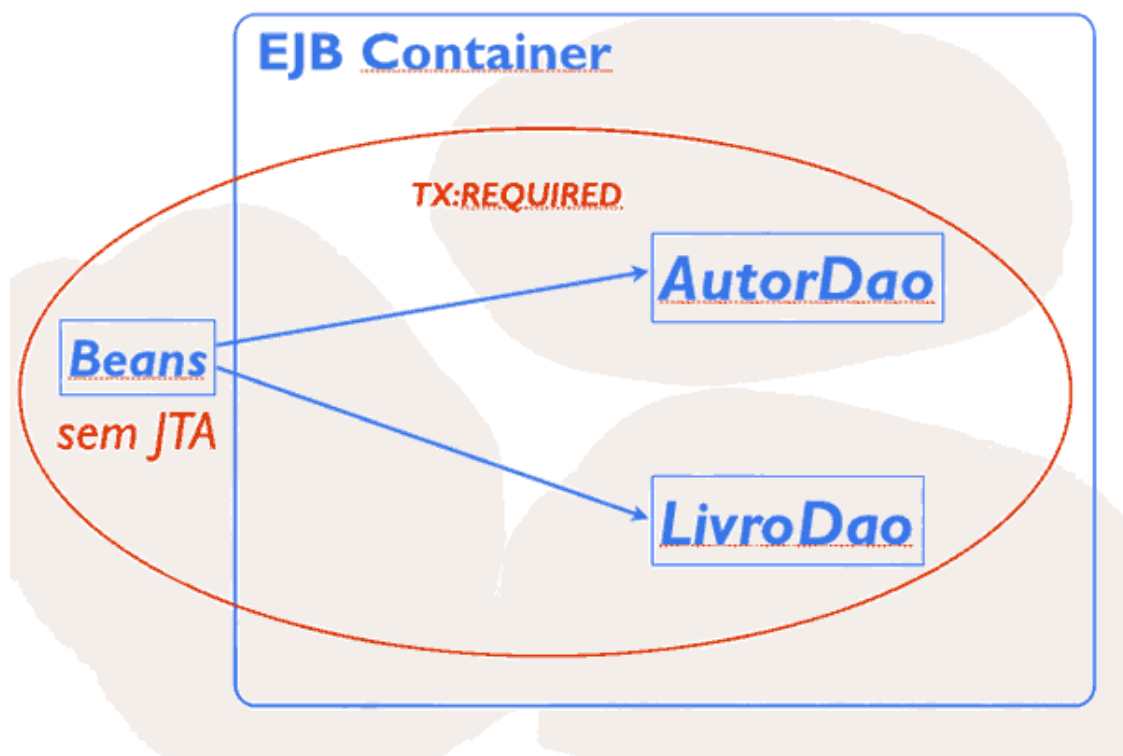 EJB Container
TX:REQUIRED
AutorDao
Beans
sem JTA
LivroDao